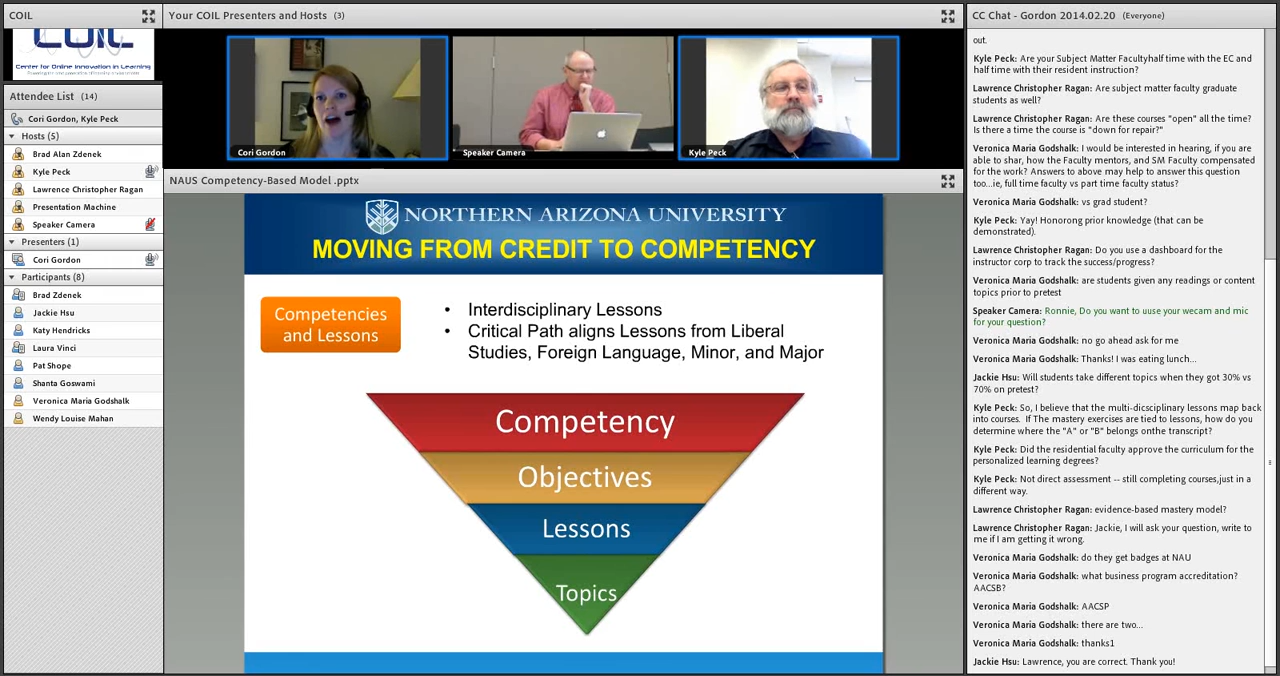 COIL
Center for Online Innovation in Learning
Attendee List (14)
Cori Gordon, Kyle Peck
Hosts (5)
Brad Alan Zdenek
Kyle Peck
Lawrence Christopher Ragan
Presentation Machine
Speaker Camera
Presenters (1)
Cori Gordon
Participants (8)
Brad Zdenek
Jackie Hsu
Katy Hendricks
Laura Vinci
Pat Shope
Shanta Goswami
Veronica Maria Godshalk
Wendy Louise Mahan
Your COIL Presenters and Hosts (3)
Cori Gordon
Speaker Camera
Kyle Peck
NAUS Competency-Based Model .pptx
NORTHERN ARIZONA UNIVERSITY
MOVING FROM CREDIT TO COMPETENCY
Competencies
and Lessons
• Interdisciplinary Lessons
• Critical Path aligns Lessons from Liberal
Studies, Foreign Language, Minor, and Major
Competency
Objectives
Lessons
Topics
CC Chat - Gordon 2014.02.20 (Everyone)
out.
Kyle Peck: Are your Subject Matter Facultyhalf time with the EC and
half time with their resident instruction?
Lawrence Christopher Ragan: Are subject matter faculty graduate
students as well?
Lawrence Christopher Ragan: Are these courses "open" all the time?
Is there a time the course is "down for repair?"
Veronica Maria Godshalk: I would be interested in hearing, if you are
able to shar, how the Faculty mentors, and SM Faculty compensated
for the work? Answers to above may help to answer this question
too...ie, full time faculty vs part time faculty status?
Veronica Maria Godshalk: vs grad student?
Kyle Peck: Yay! Honorong prior knowledge (that can be
demonstrated).
Lawrence Christopher Ragan: Do you use a dashboard for the
instructor corp to track the success/progress?
Veronica Maria Godshalk: are students given any readings or content
topics prior to pretest
Speaker Camera: Ronnie, Do you want to uuse your wecam and mic
for your question?
Veronica Maria Godshalk: no go ahead ask for me
Veronica Maria Godshalk: Thanks! I was eating lunch...
Jackie Hsu: Will students take different topics when they got 30% vs
70% on pretest?
Kyle Peck: So, I believe that the multi-dicsciplinary lessons map back
into courses. If The mastery exercises are tied to lessons, how do you
determine where the "A" or "B" belongs onthe transcript?
Kyle Peck: Did the residential faculty approve the curriculum for the
personalized learning degrees?
Kyle Peck: Not direct assessment -- still completing courses,just in a
different way.
Lawrence Christopher Ragan: evidence-based mastery model?
Lawrence Christopher Ragan: Jackie, I will ask your question, write to
me if I am getting it wrong.
Veronica Maria Godshalk: do they get badges at NAU
Veronica Maria Godshalk: what business program accreditation?
AACSB?
Veronica Maria Godshalk: AACSP
Veronica Maria Godshalk: there are two...
Veronica Maria Godshalk: thanks1
Jackie Hsu: Lawrence, you are correct. Thank you!